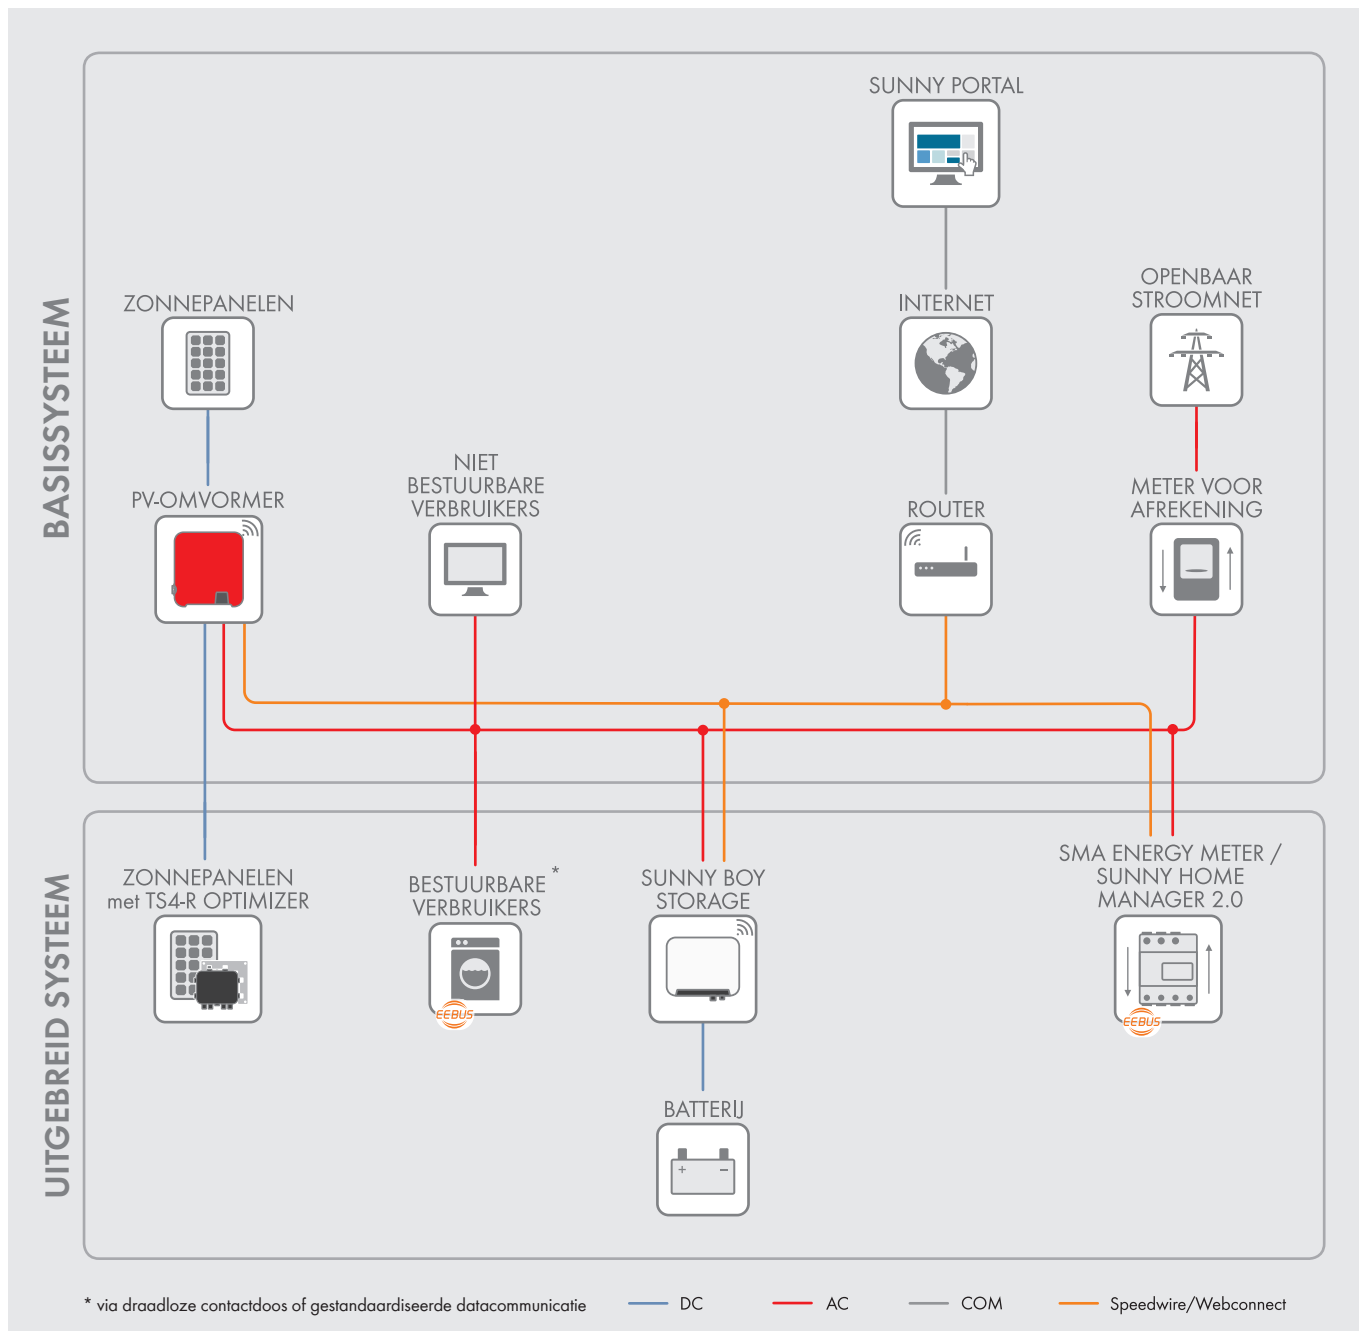 BASISSYSTEEM
SUNNY PORTAL
ZONNEPANELEN
INTERNET
OPENBAAR
STROOMNET
PV-OMVORMER
NIET
BESTUURBARE
VERBRUIKERS
ROUTER
METER VOOR
AFREKENING
UITGEBREID SYSTEEM
ZONNEPANELEN
met TS4-R OPTIMIZER
BESTUURBARE *
VERBRUIKERS
EEBUS
SUNNY BOY
STORAGE
SMA ENERGY METER /
SUNNY HOME
MANAGER 2.0
EEBUS
BATTERIJ
+ −
* via draadloze contactdoos of gestandaardiseerde datacommunicatie
DC
AC
COM
Speedwire/Webconnect